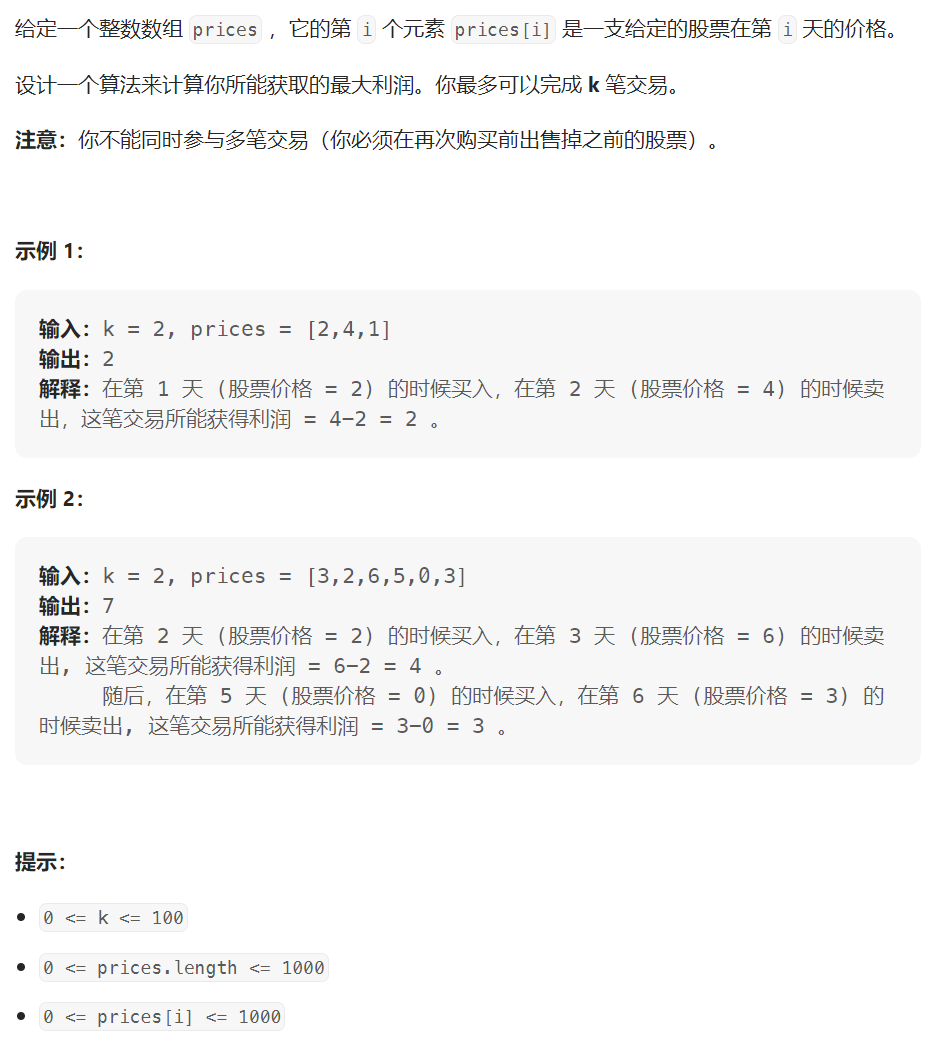 给定一个整数数组 prices ，它的第 i 个元素 prices[i] 是一支给定的股票在第 i 天的价格。
设计一个算法来计算你所能获取的最大利润。你最多可以完成 k 笔交易。
注意：你不能同时参与多笔交易（你必须在再次购买前出售掉之前的股票）。
示例 1：
输入：k = 2, prices = [2,4,1]
输出：2
解释：在第 1 天 (股票价格 = 2) 的时候买入，在第 2 天 (股票价格 = 4) 的时候卖
出，这笔交易所能获得利润 = 4-2 = 2 。
示例 2：
输入：k = 2, prices = [3,2,6,5,0,3]
输出：7
解释：在第 2 天 (股票价格 = 2) 的时候买入，在第 3 天 (股票价格 = 6) 的时候卖
出, 这笔交易所能获得利润 = 6-2 = 4 。
随后，在第 5 天 (股票价格 = 0) 的时候买入，在第 6 天 (股票价格 = 3) 的
时候卖出, 这笔交易所能获得利润 = 3-0 = 3 。
提示：
• 0 <= k <= 100
• 0 <= prices.length <= 1000
• 0 <= prices[i] <= 1000